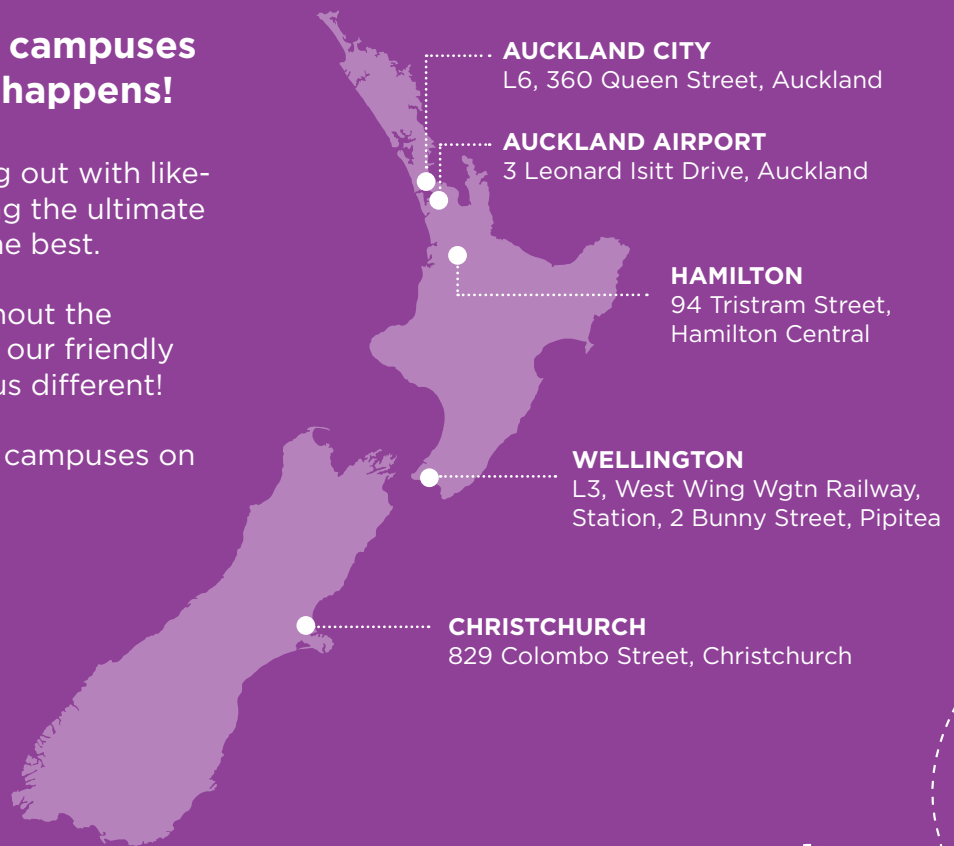 campuses
happens!
g out with like-
g the ultimate
ne best.
hout the
our friendly
us different!
campuses on
AUCKLAND CITY
L6, 360 Queen Street, Auckland
AUCKLAND AIRPORT
3 Leonard Isitt Drive, Auckland
HAMILTON
94 Tristram Street,
Hamilton Central
WELLINGTON
L3, West Wing Wgtn Railway,
Station, 2 Bunny Street, Pipitea
CHRISTCHURCH
829 Colombo Street, Christchurch